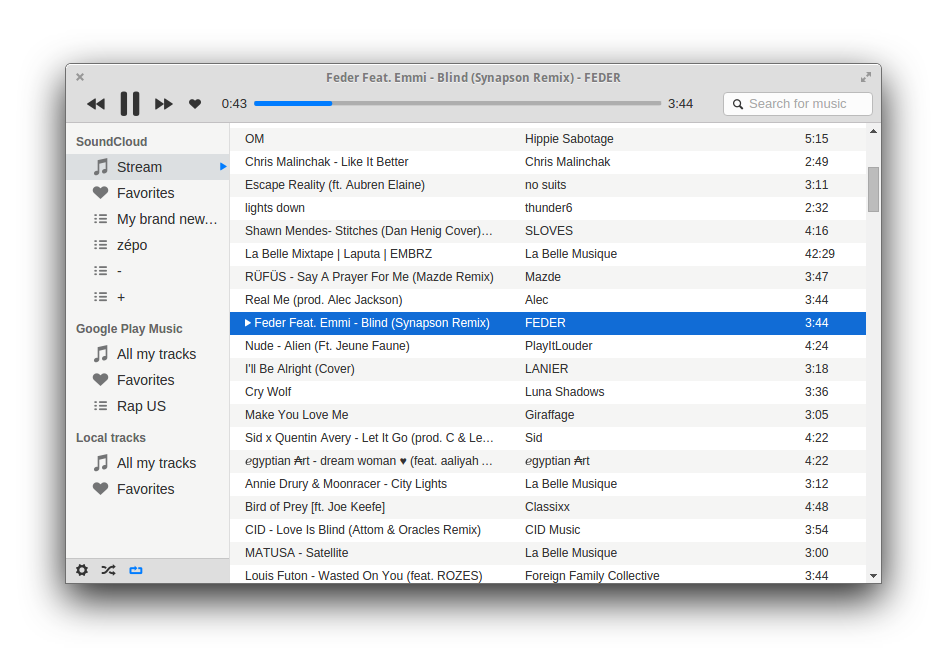 Feder Feat. Emmi - Blind (Synapson Remix) - FEDER
0:43 3:44 Search for music
SoundCloud
Stream
Favorites
My brand new…
zépo
-
+
Google Play Music
All my tracks
Favorites
Rap US
Local tracks
All my tracks
Favorites
OM Hippie Sabotage 5:15
Chris Malinchak - Like It Better Chris Malinchak 2:49
Escape Reality (ft. Aubren Elaine) no suits 3:11
lights down thunder6 2:32
Shawn Mendes- Stitches (Dan Henig Cover)… SLOVES 4:16
La Belle Mixtape | Laputa | EMBRZ La Belle Musique 42:29
RÜFÜS - Say A Prayer For Me (Mazde Remix) Mazde 3:47
Real Me (prod. Alec Jackson) Alec 3:44
Feder Feat. Emmi - Blind (Synapson Remix) FEDER 3:44
Nude - Alien (Ft. Jeune Faune) PlayItLouder 4:24
I'll Be Alright (Cover) LANIER 3:18
Cry Wolf Luna Shadows 3:36
Make You Love Me Giraffage 3:05
Sid x Quentin Avery - Let It Go (prod. C & Le… Sid 4:22
ℯgyptian ₳rt - dream woman ♥ (feat. aaliyah … ℯgyptian ₳rt 4:22
Annie Drury & Moonracer - City Lights La Belle Musique 3:12
Bird of Prey [ft. Joe Keefe] Classixx 4:48
CID - Love Is Blind (Attom & Oracles Remix) CID Music 3:54
MATUSA - Satellite La Belle Musique 3:00
Louis Futon - Wasted On You (feat. ROZES) Foreign Family Collective 3:44